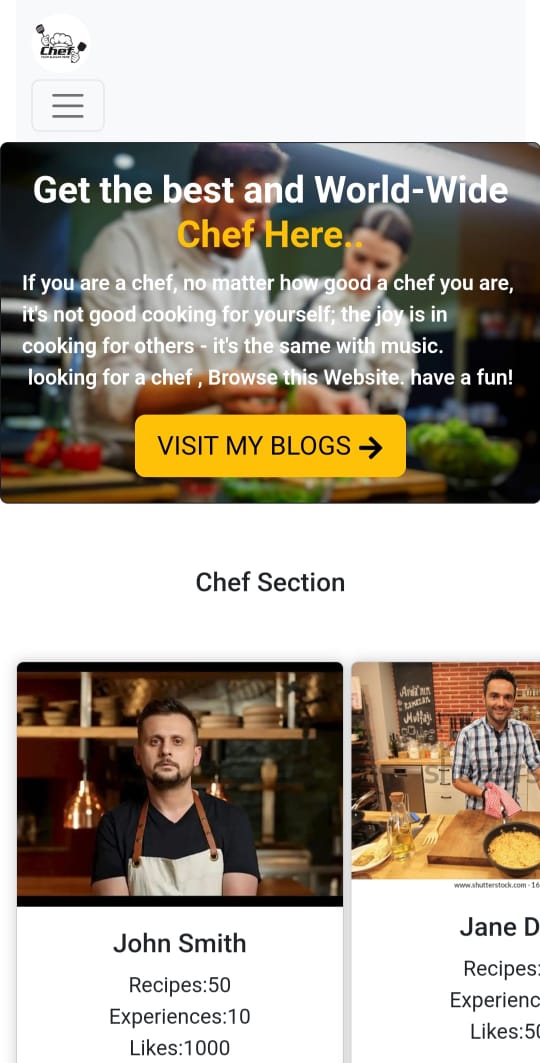 Chef
Get the best and World-Wide
Chef Here..
If you are a chef, no matter how good a chef you are,
it's not good cooking for yourself; the joy is in
cooking for others - it's the same with music.
looking for a chef , Browse this Website. have a fun!
VISIT MY BLOGS
Chef Section
www.shutterstock.com - 16
John Smith
Recipes:50
Experiences:10
Likes:1000
Jane D
Recipes:
Experienc
Likes:50